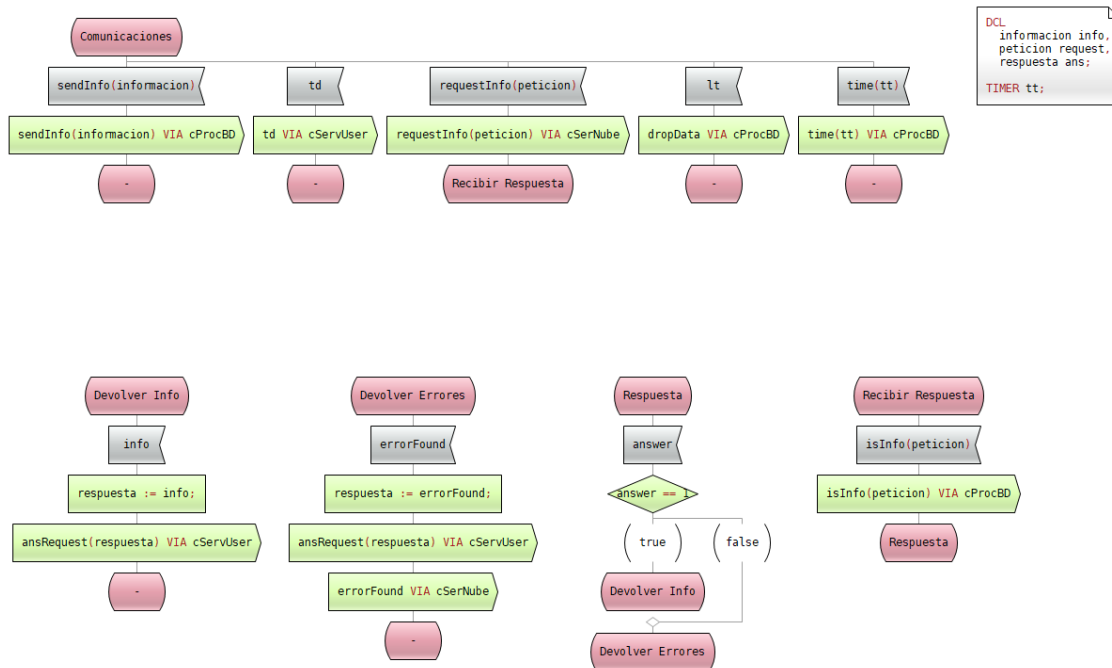 Comunicaciones
DCL
informacion info,
peticion request,
respuesta ans;
TIMER tt;
sendInfo(informacion)
td
requestInfo(peticion)
lt
time(tt)
sendInfo(informacion) VIA cProcBD
td VIA cServUser
requestInfo(peticion) VIA cSerNube
dropData VIA cProcBD
time(tt) VIA cProcBD
-
-
Recibir Respuesta
-
-
Devolver Info
info
respuesta := info;
ansRequest(respuesta) VIA cServUser
-
Devolver Errores
errorFound
respuesta := errorFound;
ansRequest(respuesta) VIA cServUser
errorFound VIA cSerNube
-
Respuesta
answer
answer == 1
true
false
Devolver Info
Devolver Errores
Recibir Respuesta
isInfo(peticion)
isInfo(peticion) VIA cProcBD
Respuesta